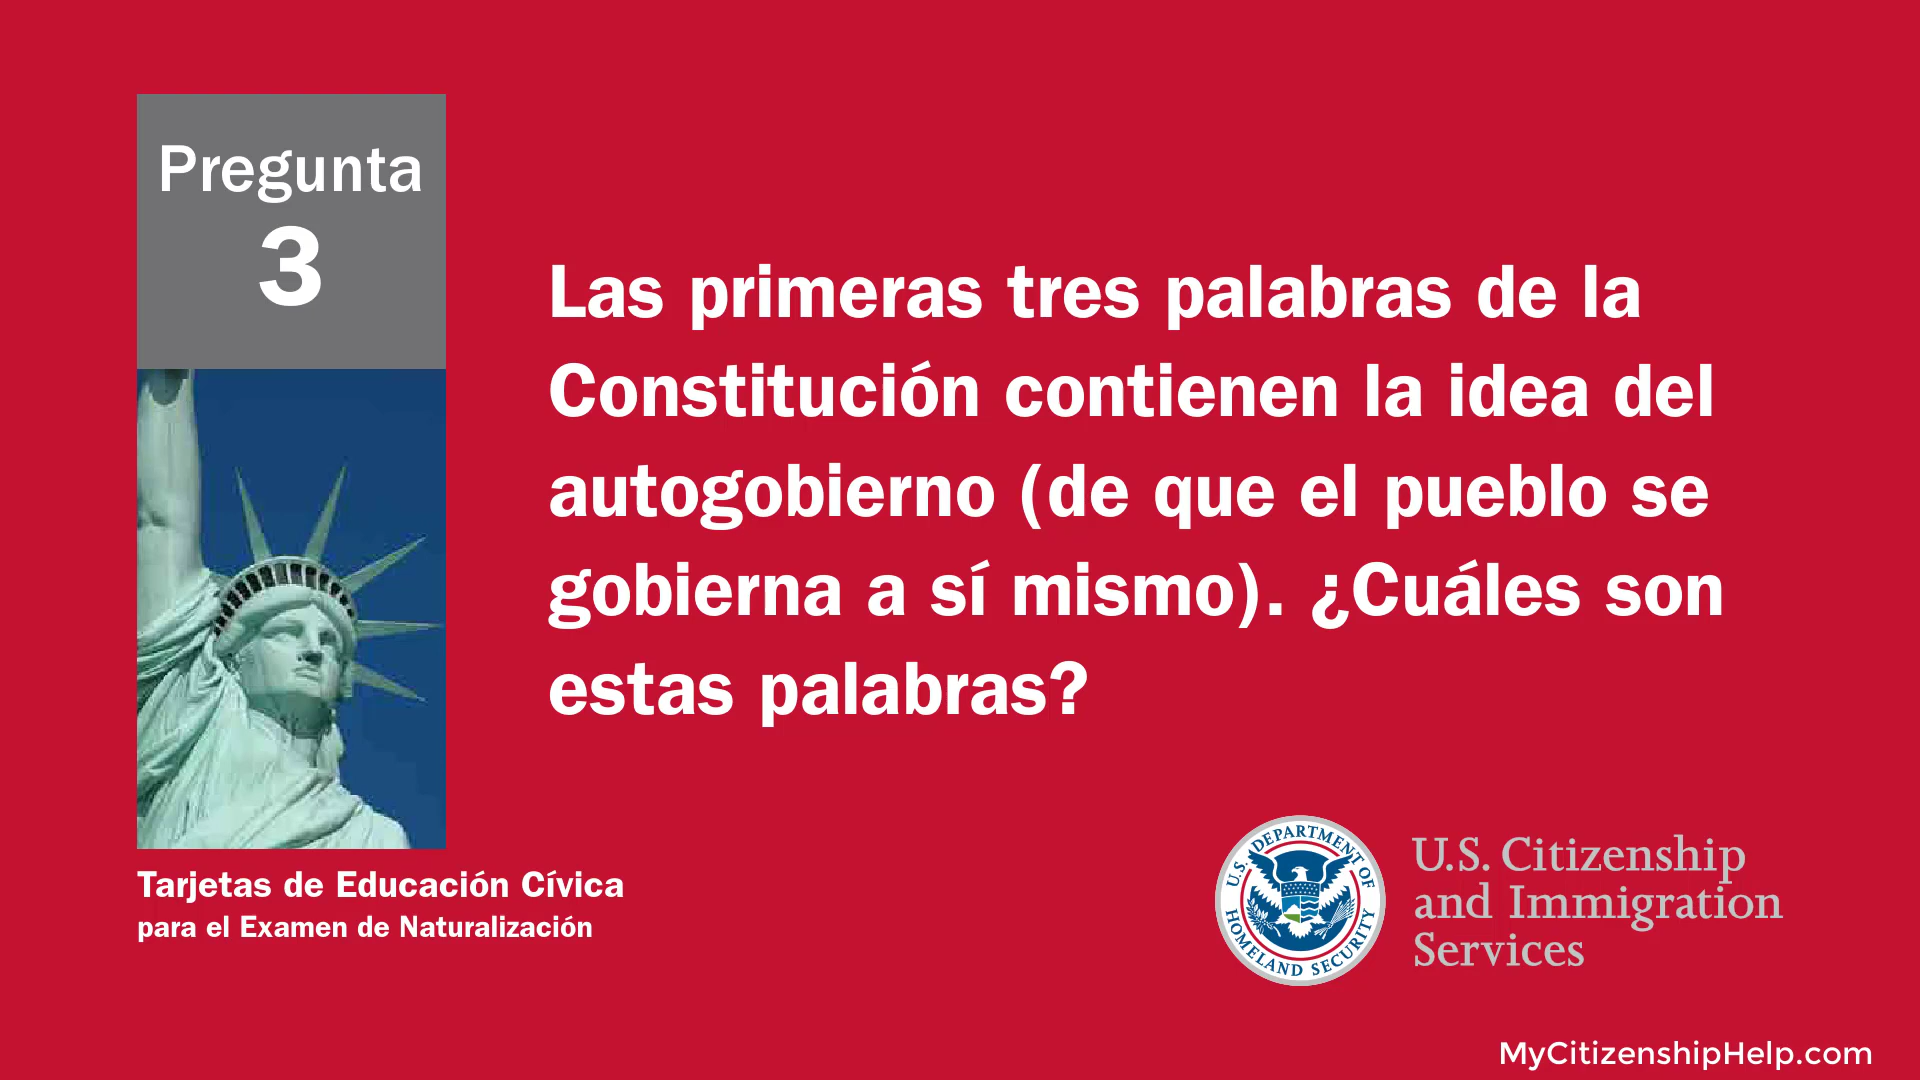 Pregunta
3
Las primeras tres palabras de la
Constitución contienen la idea del
autogobierno (de que el pueblo se
gobierna a sí mismo). ¿Cuáles son
estas palabras?
Tarjetas de Educación Cívica
para el Examen de Naturalización
U.S. DEPARTMENT OF
HOMELAND SECURITY
U.S. Citizenship
and Immigration
Services
MyCitizenshipHelp.com